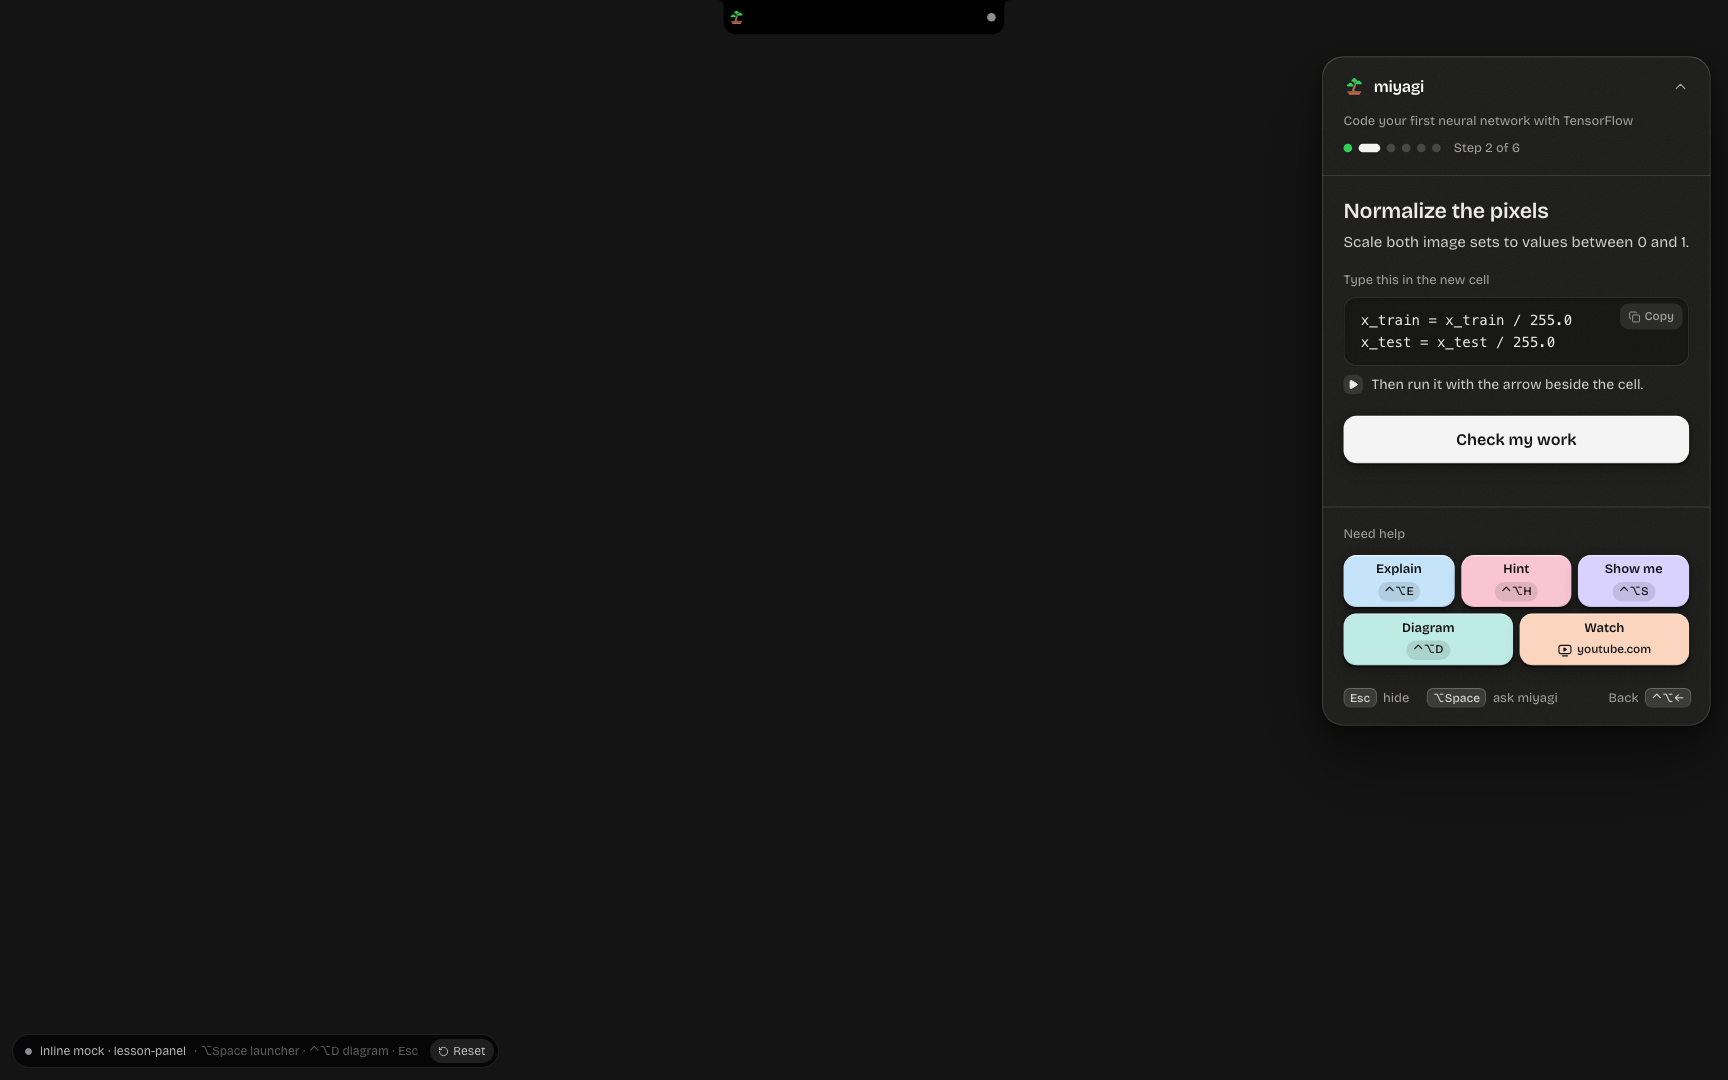 miyagi
Code your first neural network with TensorFlow
Step 2 of 6
Normalize the pixels
Scale both image sets to values between 0 and 1.
Type this in the new cell
Copy
x_train = x_train / 255.0
x_test = x_test / 255.0
Then run it with the arrow beside the cell.
Check my work
Need help
Explain Hint Show me
⌃⌥E ⌃⌥H ⌃⌥S
Diagram Watch
⌃⌥D youtube.com
Esc hide ⌥Space ask miyagi Back ⌃⌥←
inline mock · lesson-panel · ⌥Space launcher · ⌃⌥D diagram · Esc Reset